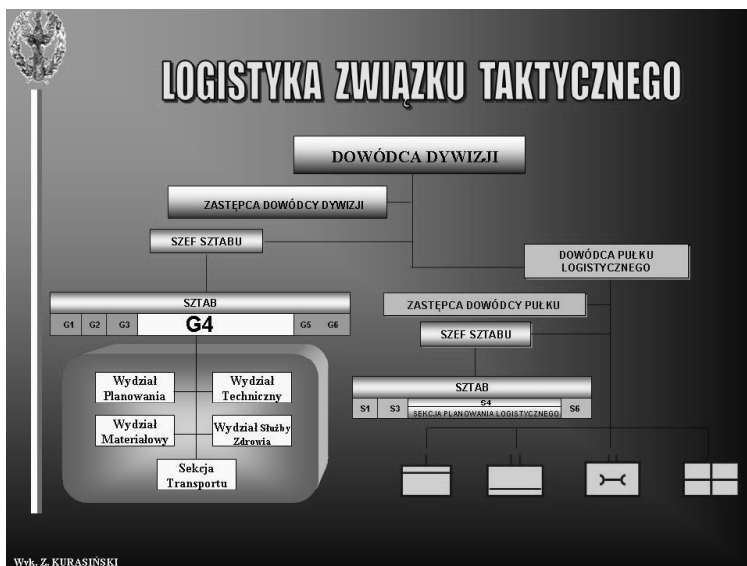 LOGISTYKA ZWIĄZKU TAKTYCZNEGO
DOWÓDCA DYWIZJI
ZASTĘPCA DOWÓDCY DYWIZJI
SZEF SZTABU
SZTAB
G1 G2 G3 G4 G5 G6
Wydział
Planowania
Wydział
Techniczny
Wydział
Materiałowy
Wydział Służby
Zdrowia
Sekcja
Transportu
DOWÓDCA PUŁKU
LOGISTYCZNEGO
ZASTĘPCA DOWÓDCY PUŁKU
SZEF SZTABU
SZTAB
S1 S3 S4 S6
SEKCJA PLANOWANIA LOGISTYCZNEGO
Wyk. Z. KURASIŃSKI